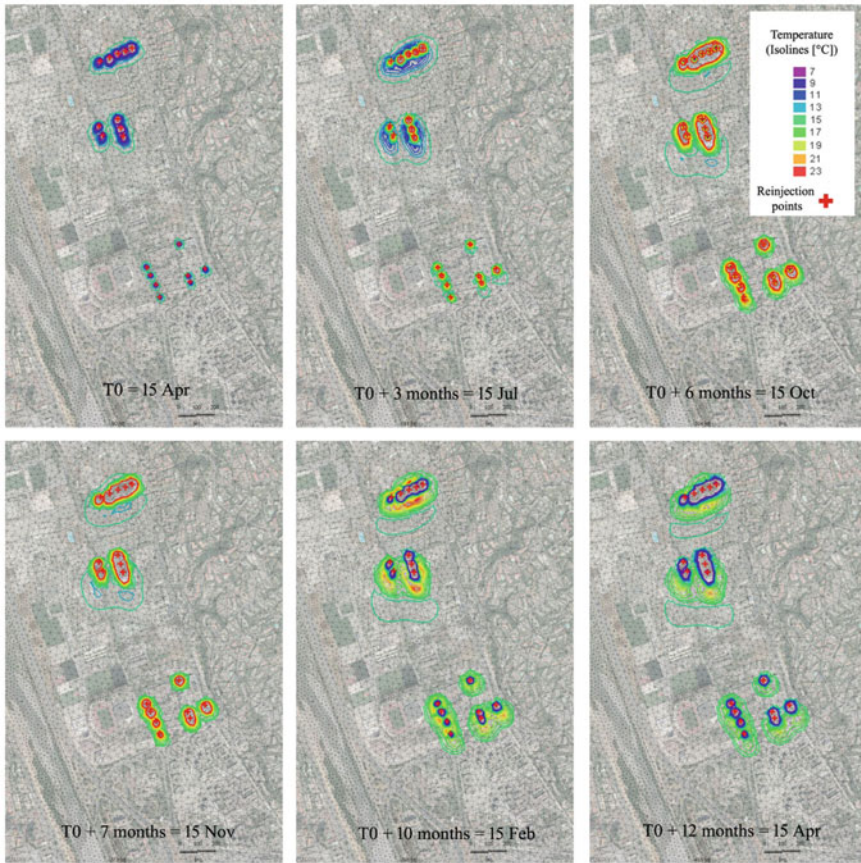 Temperature
(Isolines [°C])
7
9
11
13
15
17
19
21
23
Reinjection
points
T0 = 15 Apr
T0 + 3 months = 15 Jul
T0 + 6 months = 15 Oct
T0 + 7 months = 15 Nov
T0 + 10 months = 15 Feb
T0 + 12 months = 15 Apr